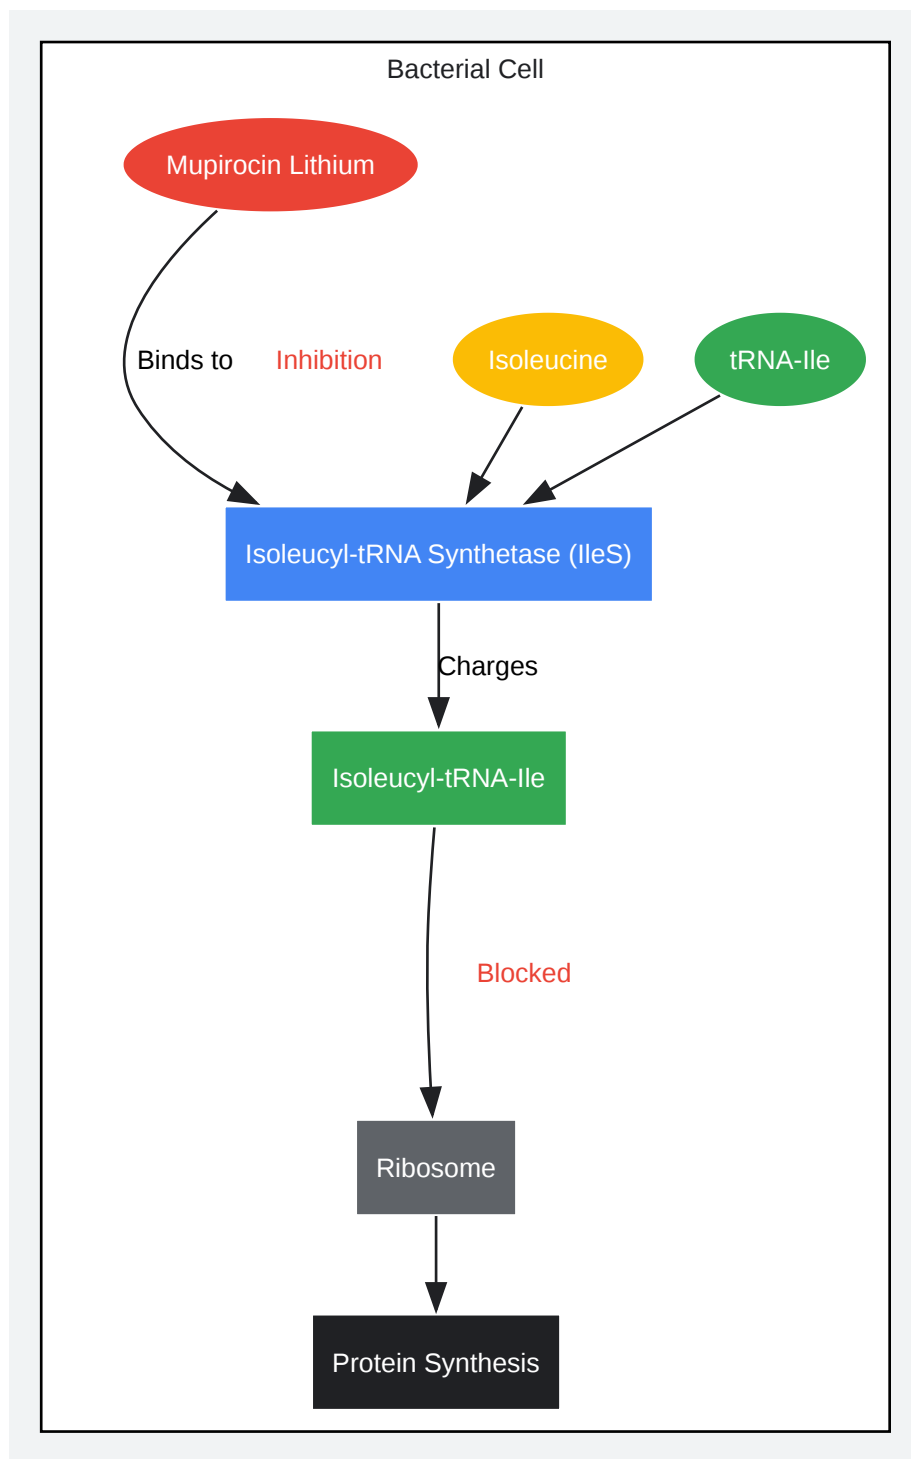 Bacterial Cell
Mupirocin Lithium
Binds to
Inhibition
Isoleucine
tRNA-Ile
Isoleucyl-tRNA Synthetase (IleS)
Charges
Isoleucyl-tRNA-Ile
Blocked
Ribosome
Protein Synthesis